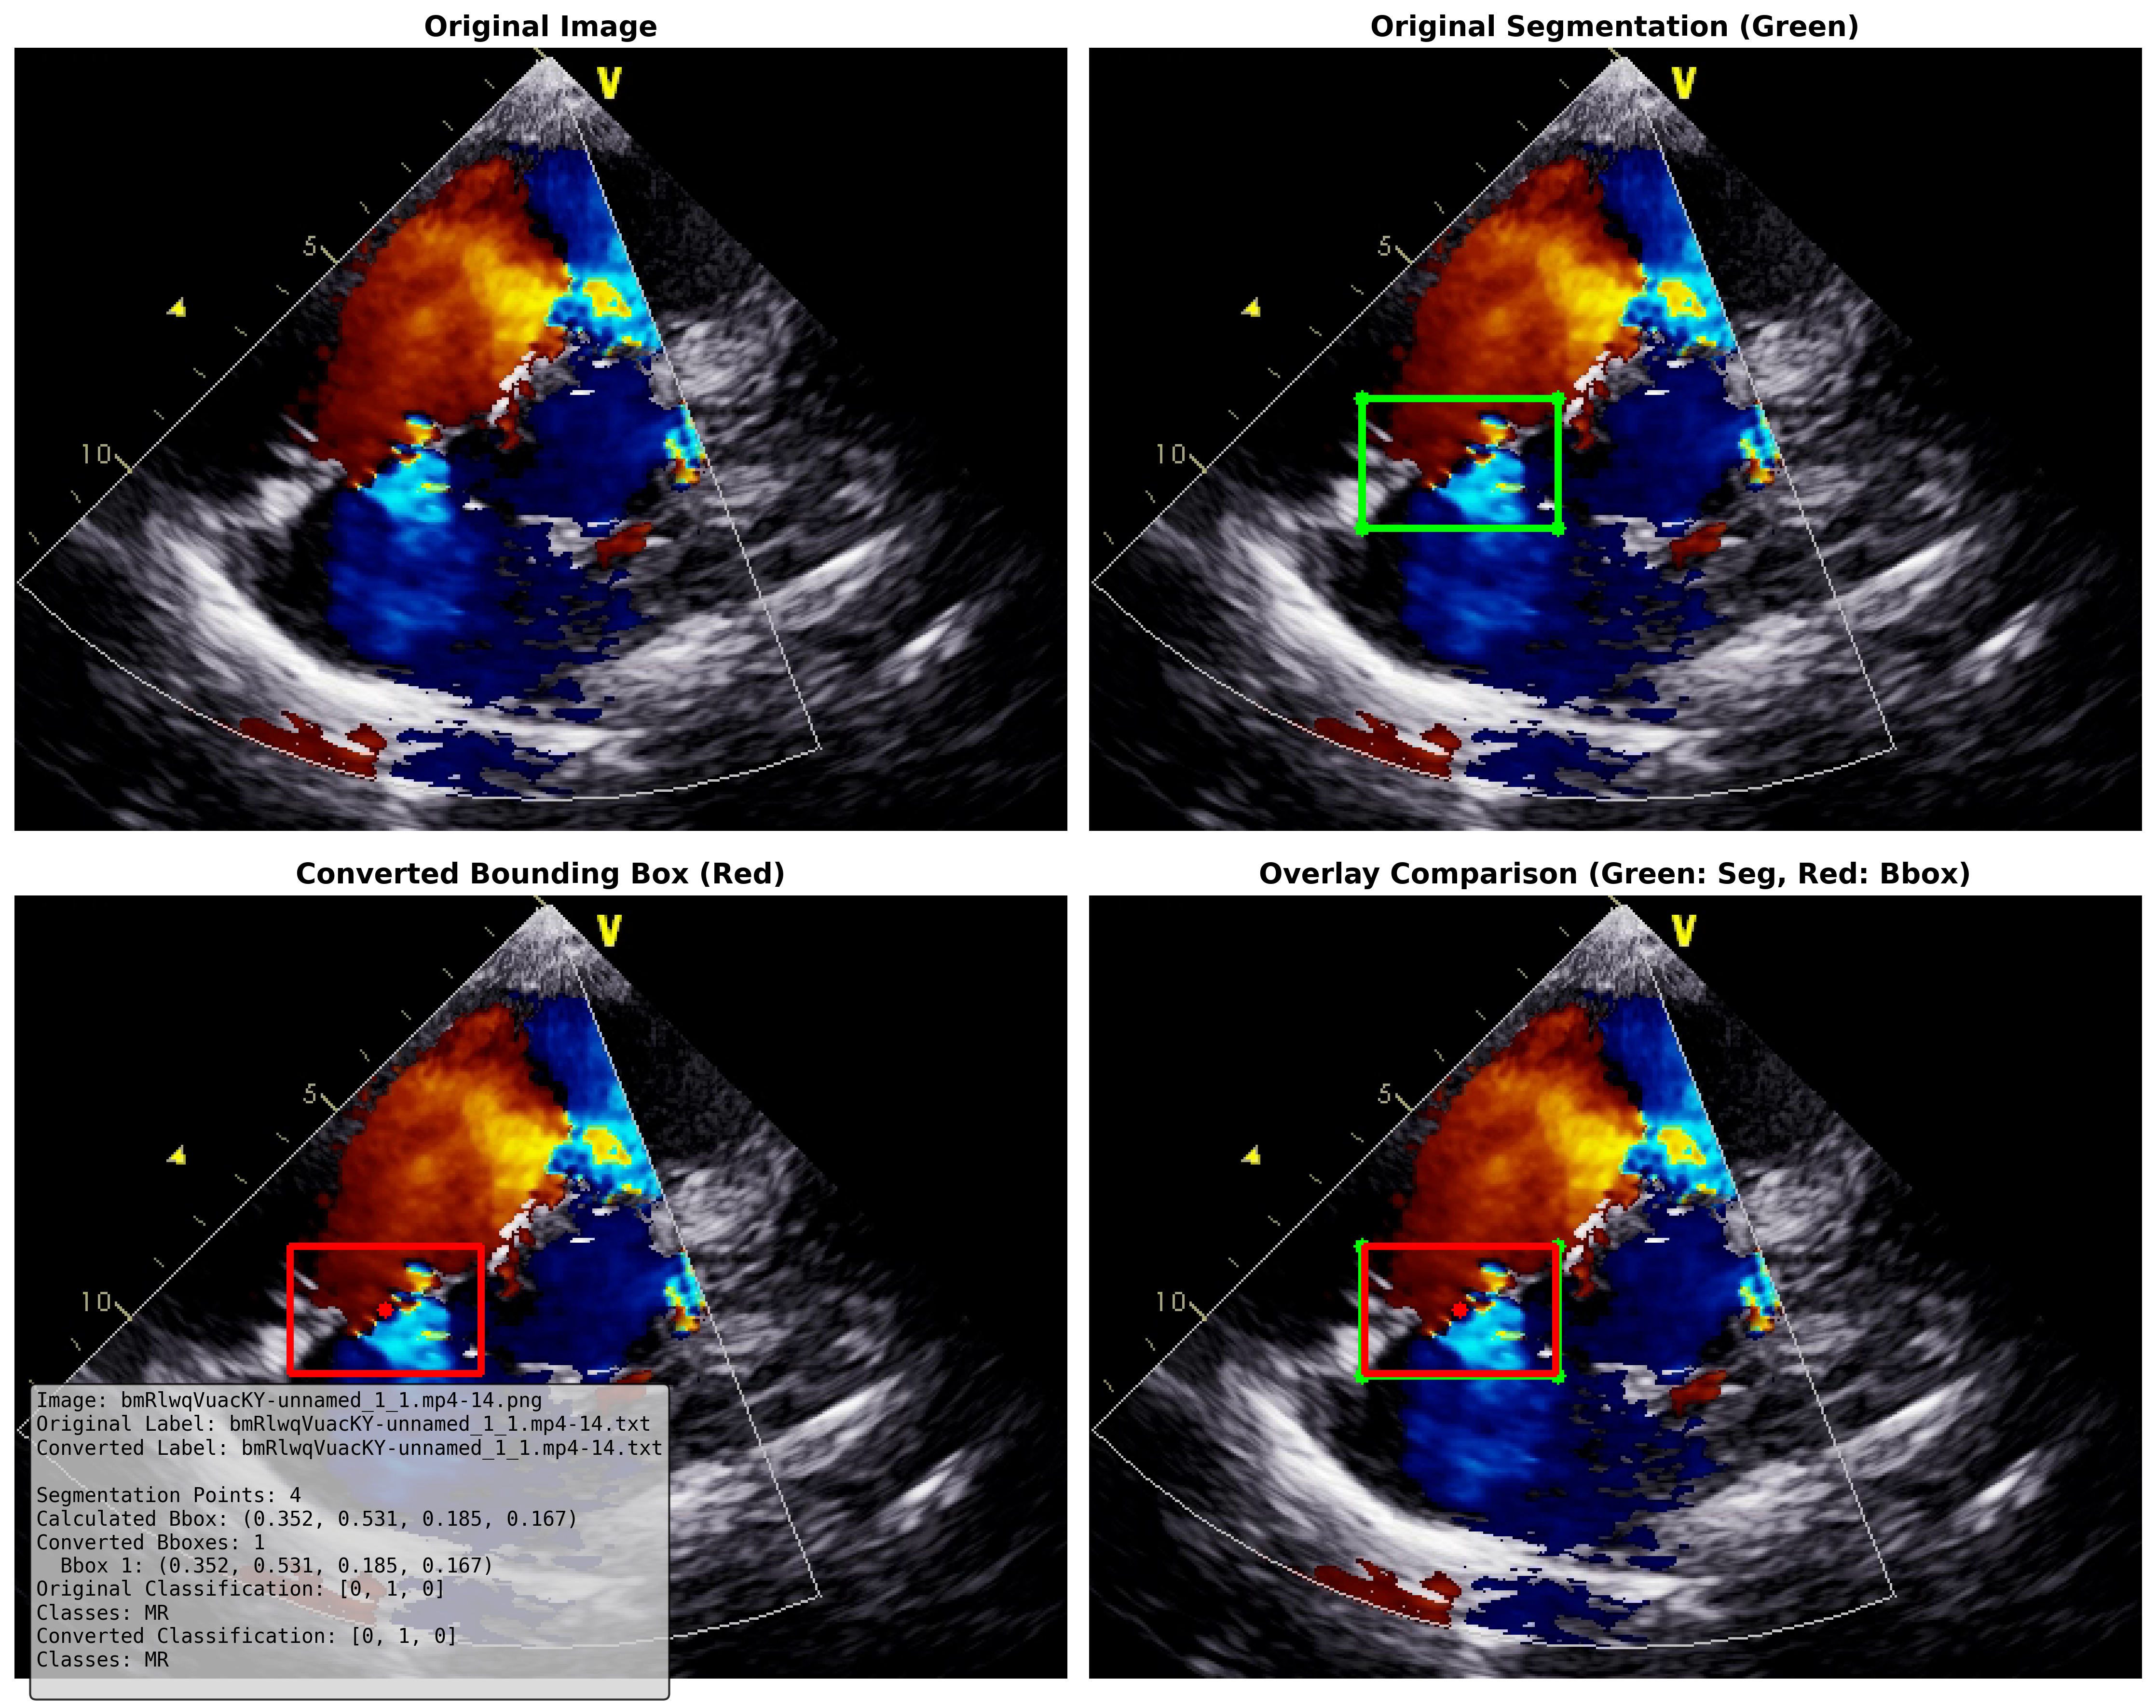 Original Image
Original Segmentation (Green)
V
5
10
V
5
10
Converted Bounding Box (Red)
Overlay Comparison (Green: Seg, Red: Bbox)
V
5
10
V
5
10
Image: bmRlwqVuacKY-unnamed_1_1.mp4-14.png
Original Label: bmRlwqVuacKY-unnamed_1_1.mp4-14.txt
Converted Label: bmRlwqVuacKY-unnamed_1_1.mp4-14.txt
Segmentation Points: 4
Calculated Bbox: (0.352, 0.531, 0.185, 0.167)
Converted Bboxes: 1
Bbox 1: (0.352, 0.531, 0.185, 0.167)
Original Classification: [0, 1, 0]
Classes: MR
Converted Classification: [0, 1, 0]
Classes: MR